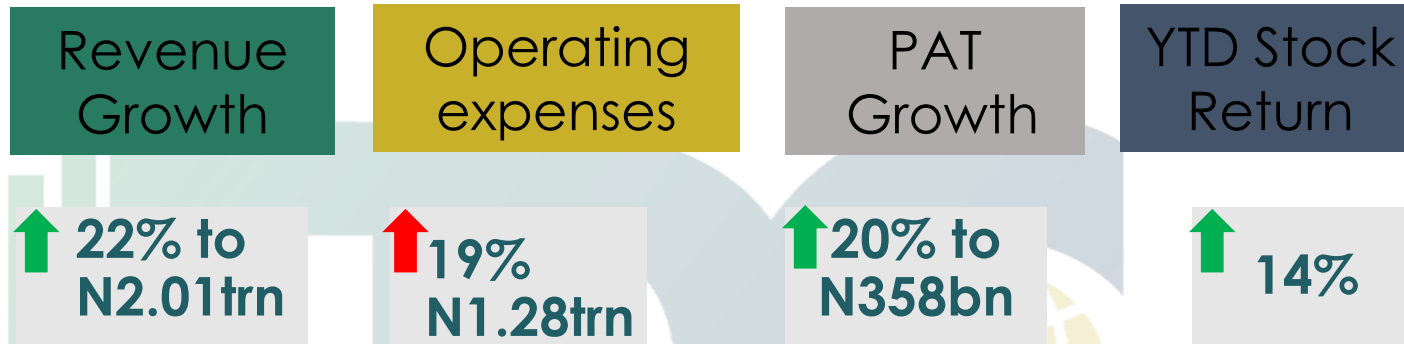 Revenue
Growth
Operating
expenses
PAT
Growth
YTD Stock
Return
22% to
N2.01trn
19%
N1.28trn
20% to
N358bn
14%